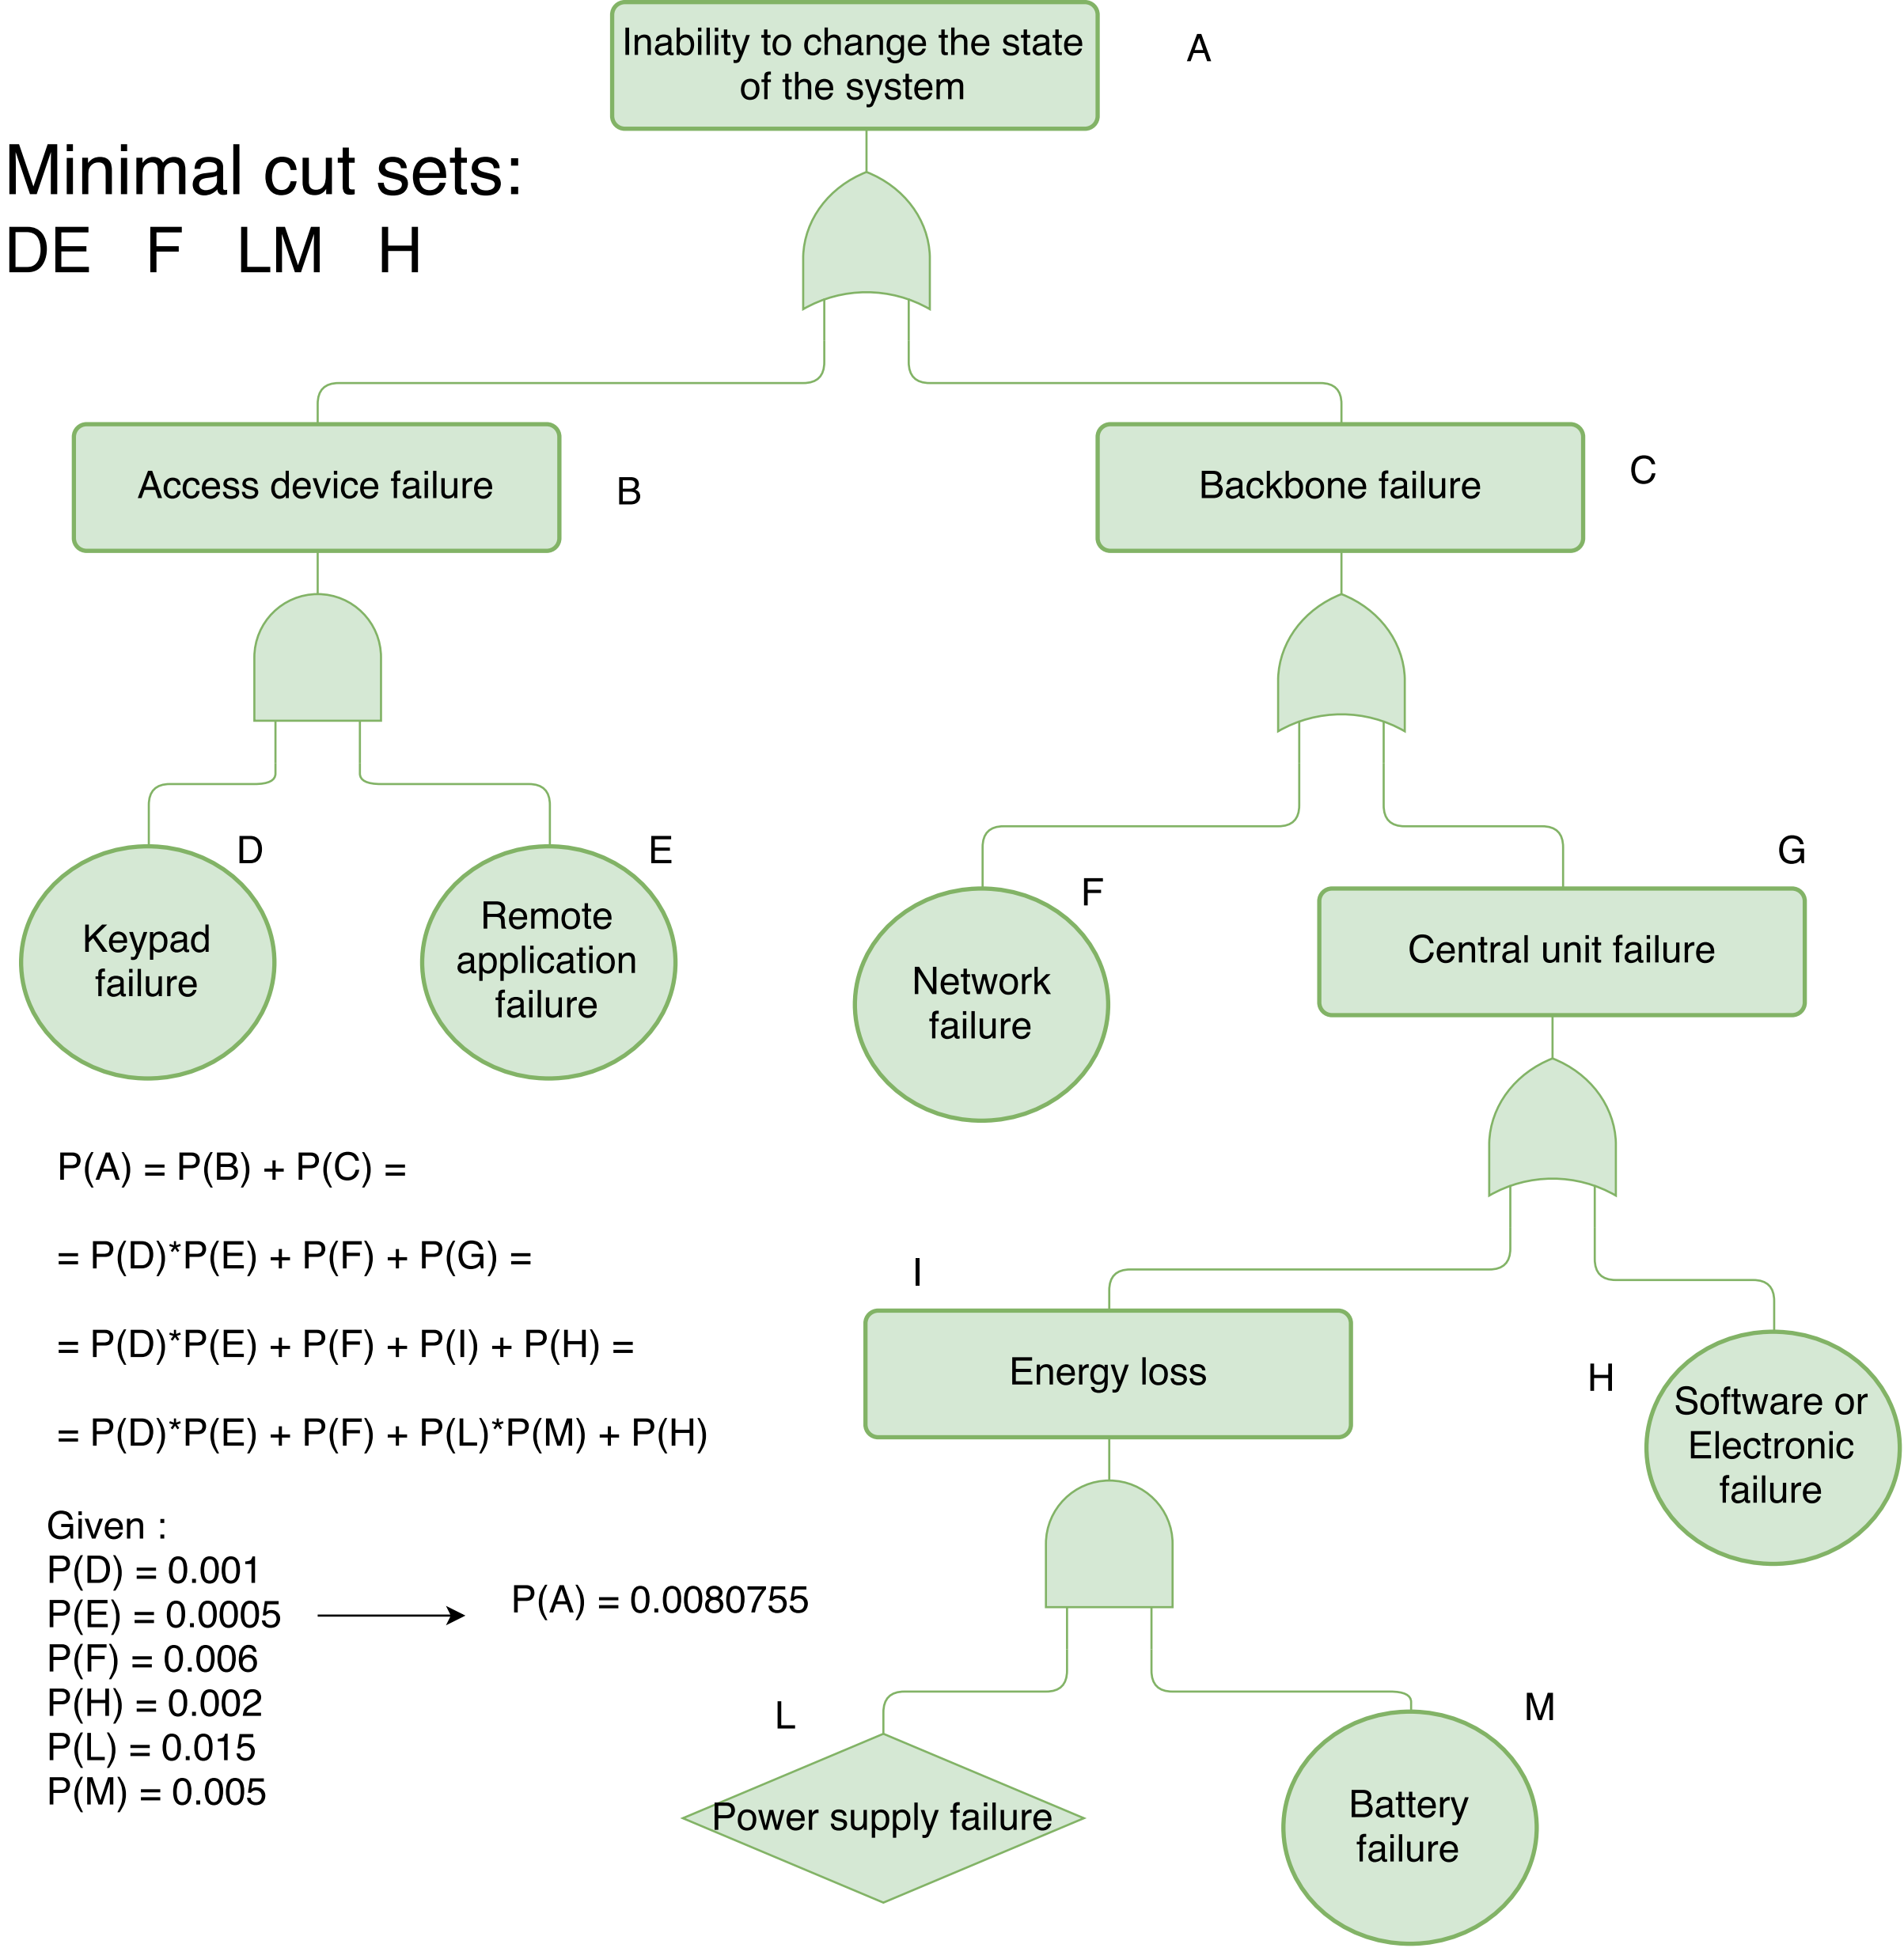 Inability to change the state
of the system
A
Minimal cut sets:
DE F LM H
Access device failure
B
Backbone failure
C
D
Keypad
failure
E
Remote
application
failure
F
Network
failure
G
Central unit failure
P(A) = P(B) + P(C) =
= P(D)*P(E) + P(F) + P(G) =
= P(D)*P(E) + P(F) + P(I) + P(H) =
= P(D)*P(E) + P(F) + P(L)*P(M) + P(H)
I
Energy loss
H
Software or
Electronic
failure
Given :
P(D) = 0.001
P(E) = 0.0005
P(F) = 0.006
P(H) = 0.002
P(L) = 0.015
P(M) = 0.005
P(A) = 0.0080755
L
Power supply failure
M
Battery
failure